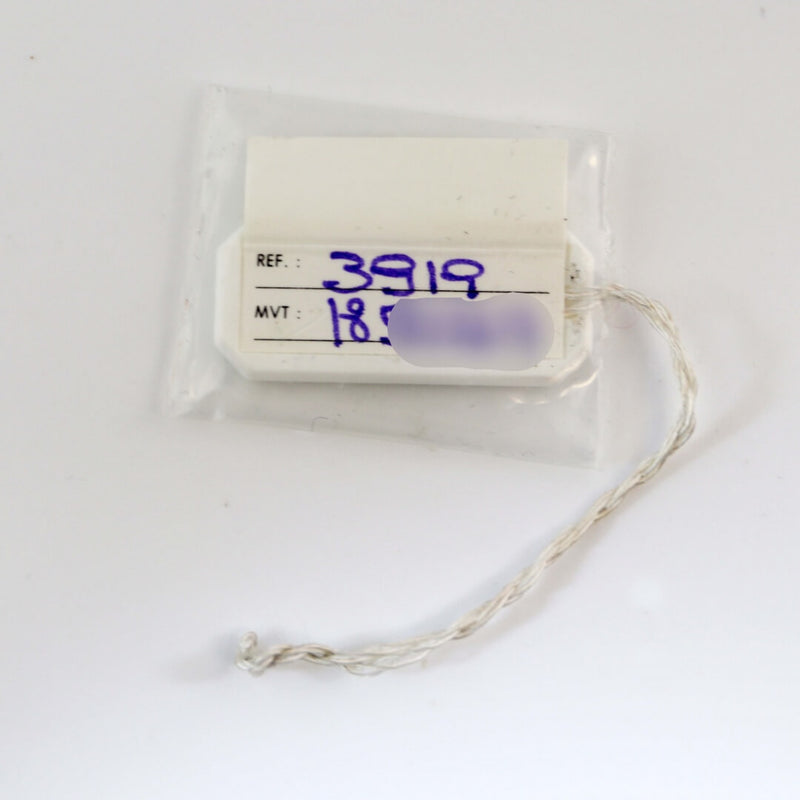 REF. : 3919
MVT : 18